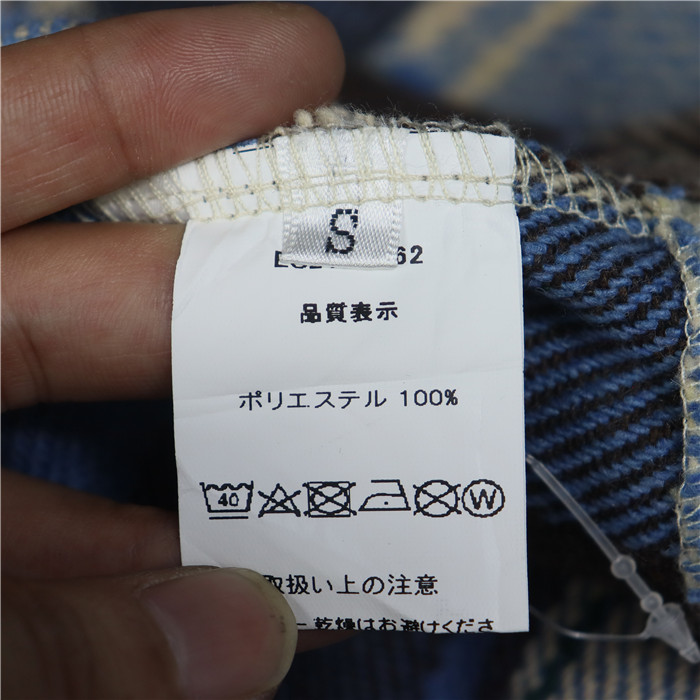 S
62
品質表示
ポリエステル 100%
40
W
取扱い上の注意
乾燥はお避けくださ